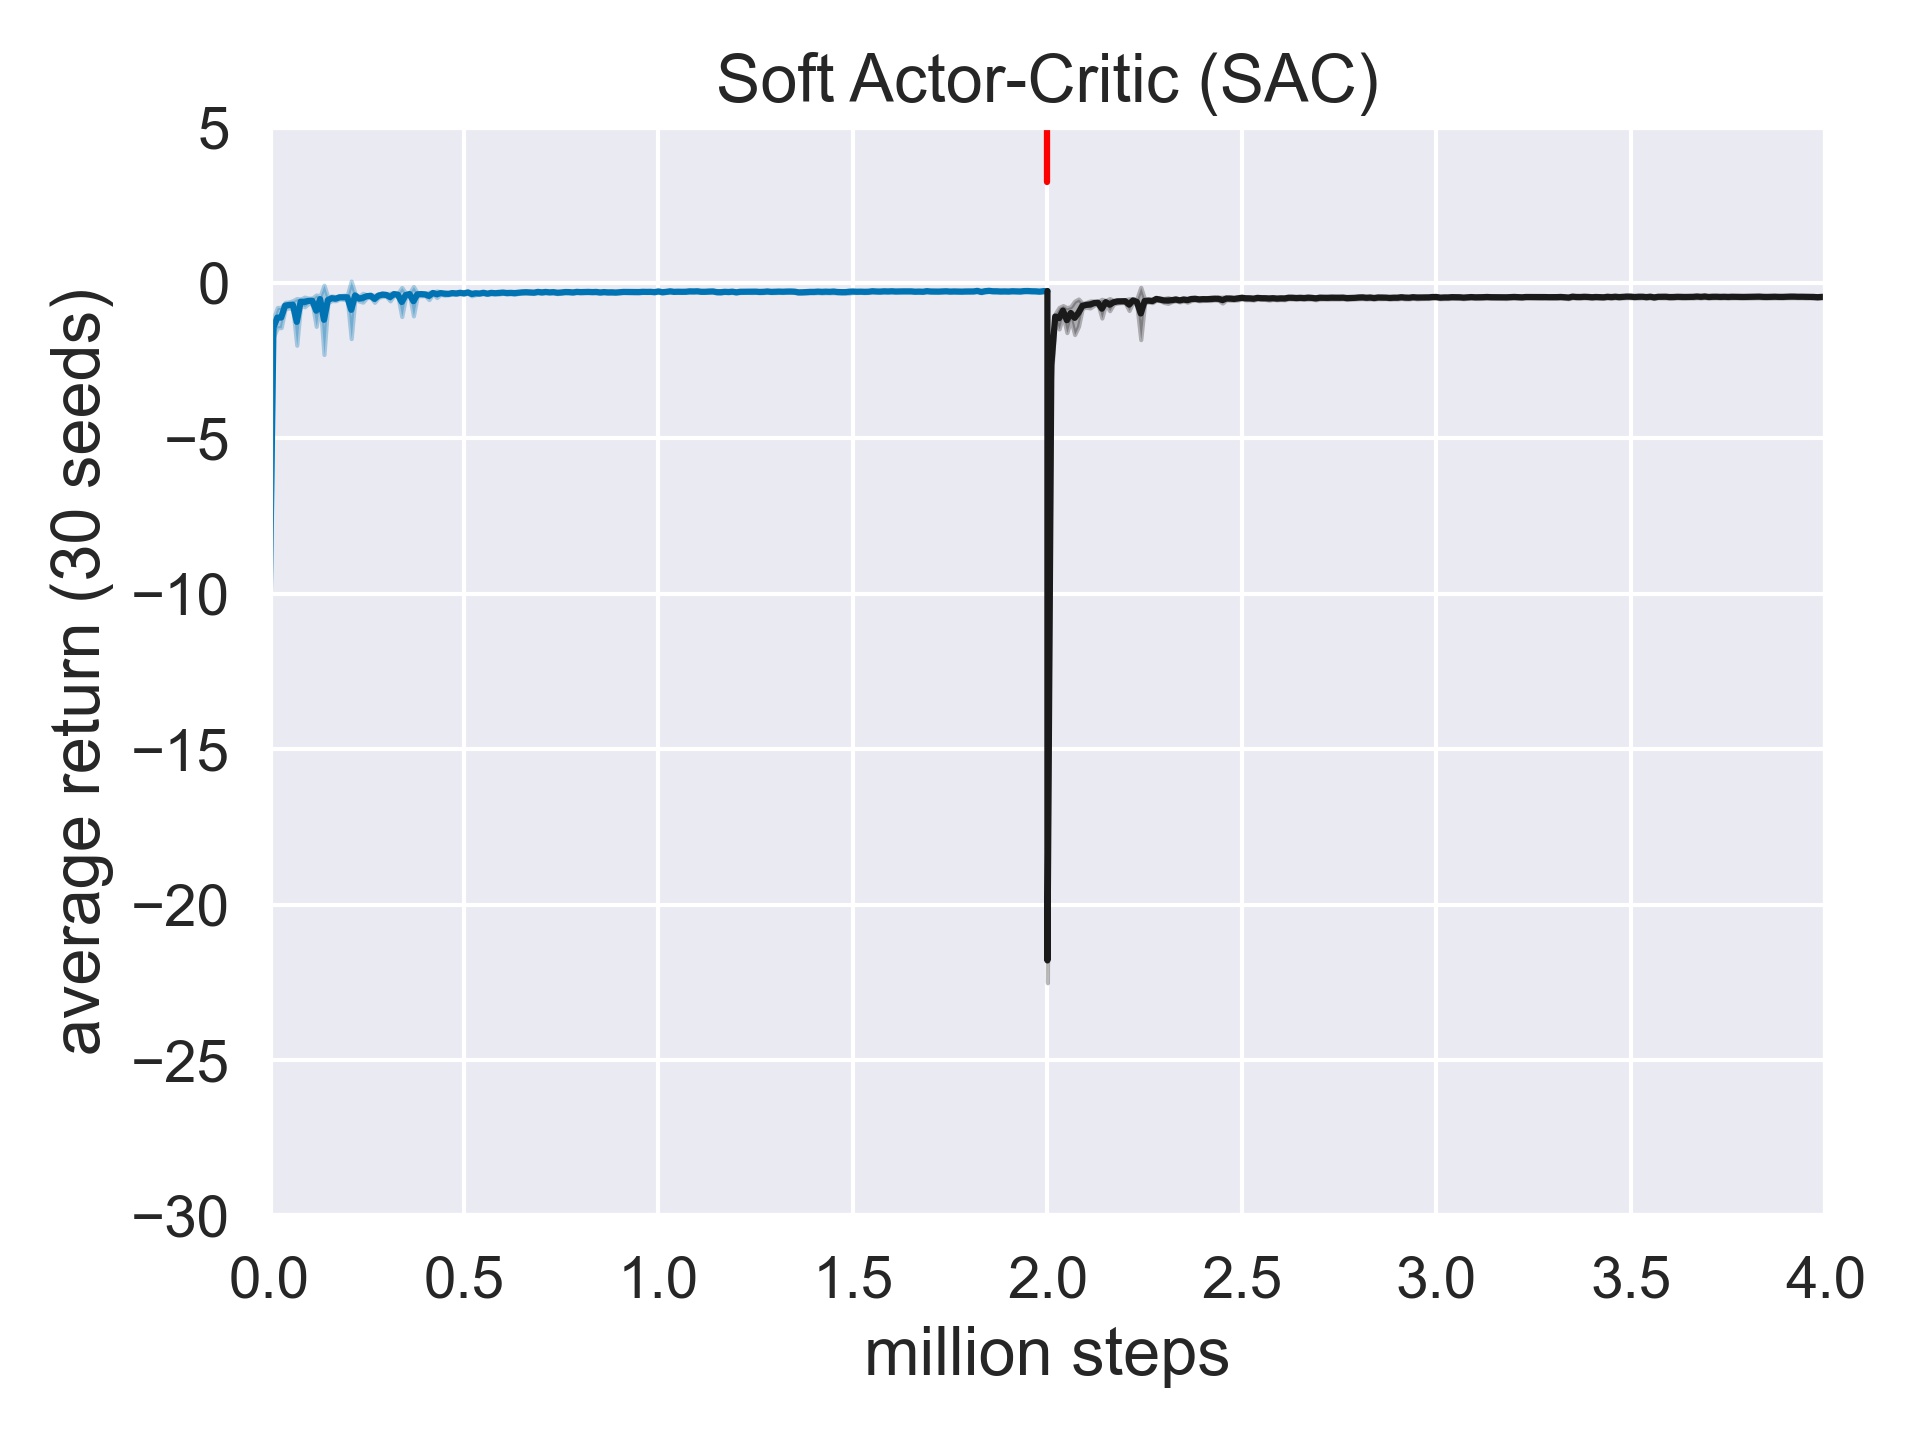 Soft Actor-Critic (SAC)
5
0
−5
−10
−15
−20
−25
−30
average return (30 seeds)
0.0 0.5 1.0 1.5 2.0 2.5 3.0 3.5 4.0
million steps